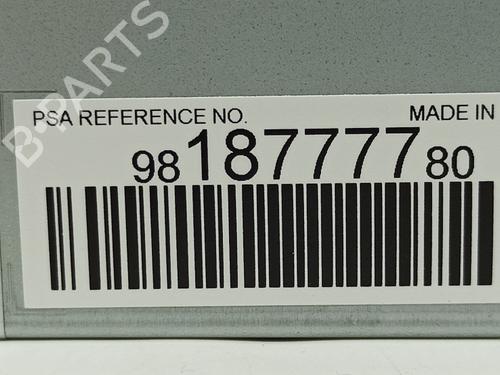 B-PARTS
PSA REFERENCE NO. MADE IN
98 187777 80